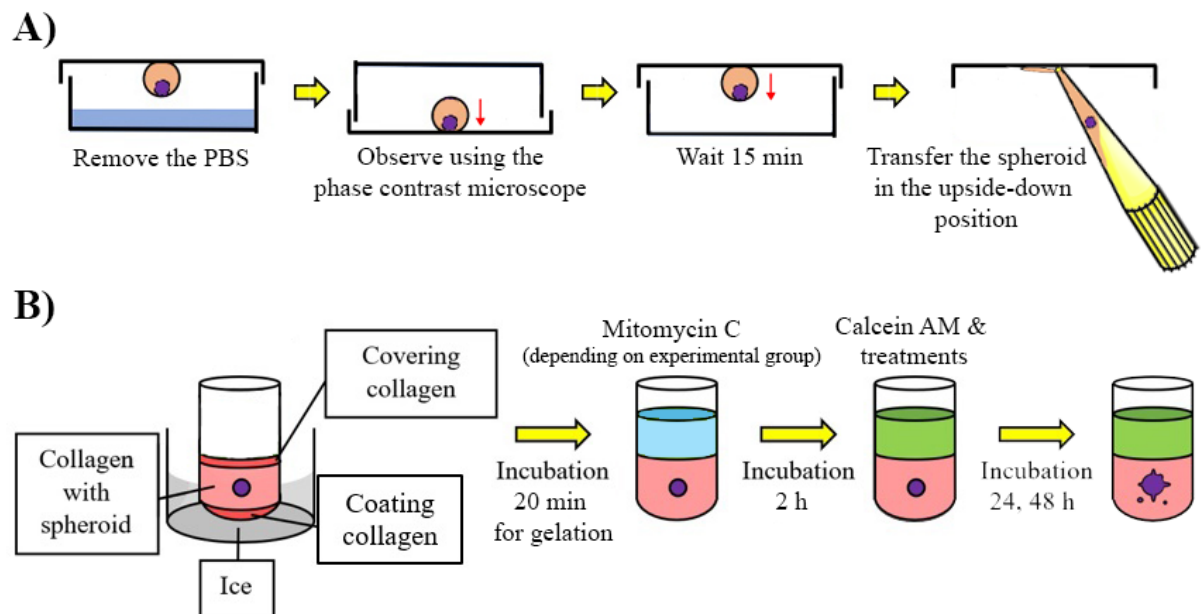 A)
Remove the PBS
Observe using the
phase contrast microscope
Wait 15 min
Transfer the spheroid
in the upside-down
position
B)
Covering
collagen
Collagen
with
spheroid
Coating
collagen
Ice
Incubation
20 min
for gelation
Mitomycin C
(depending on experimental group)
Incubation
2 h
Calcein AM &
treatments
Incubation
24, 48 h